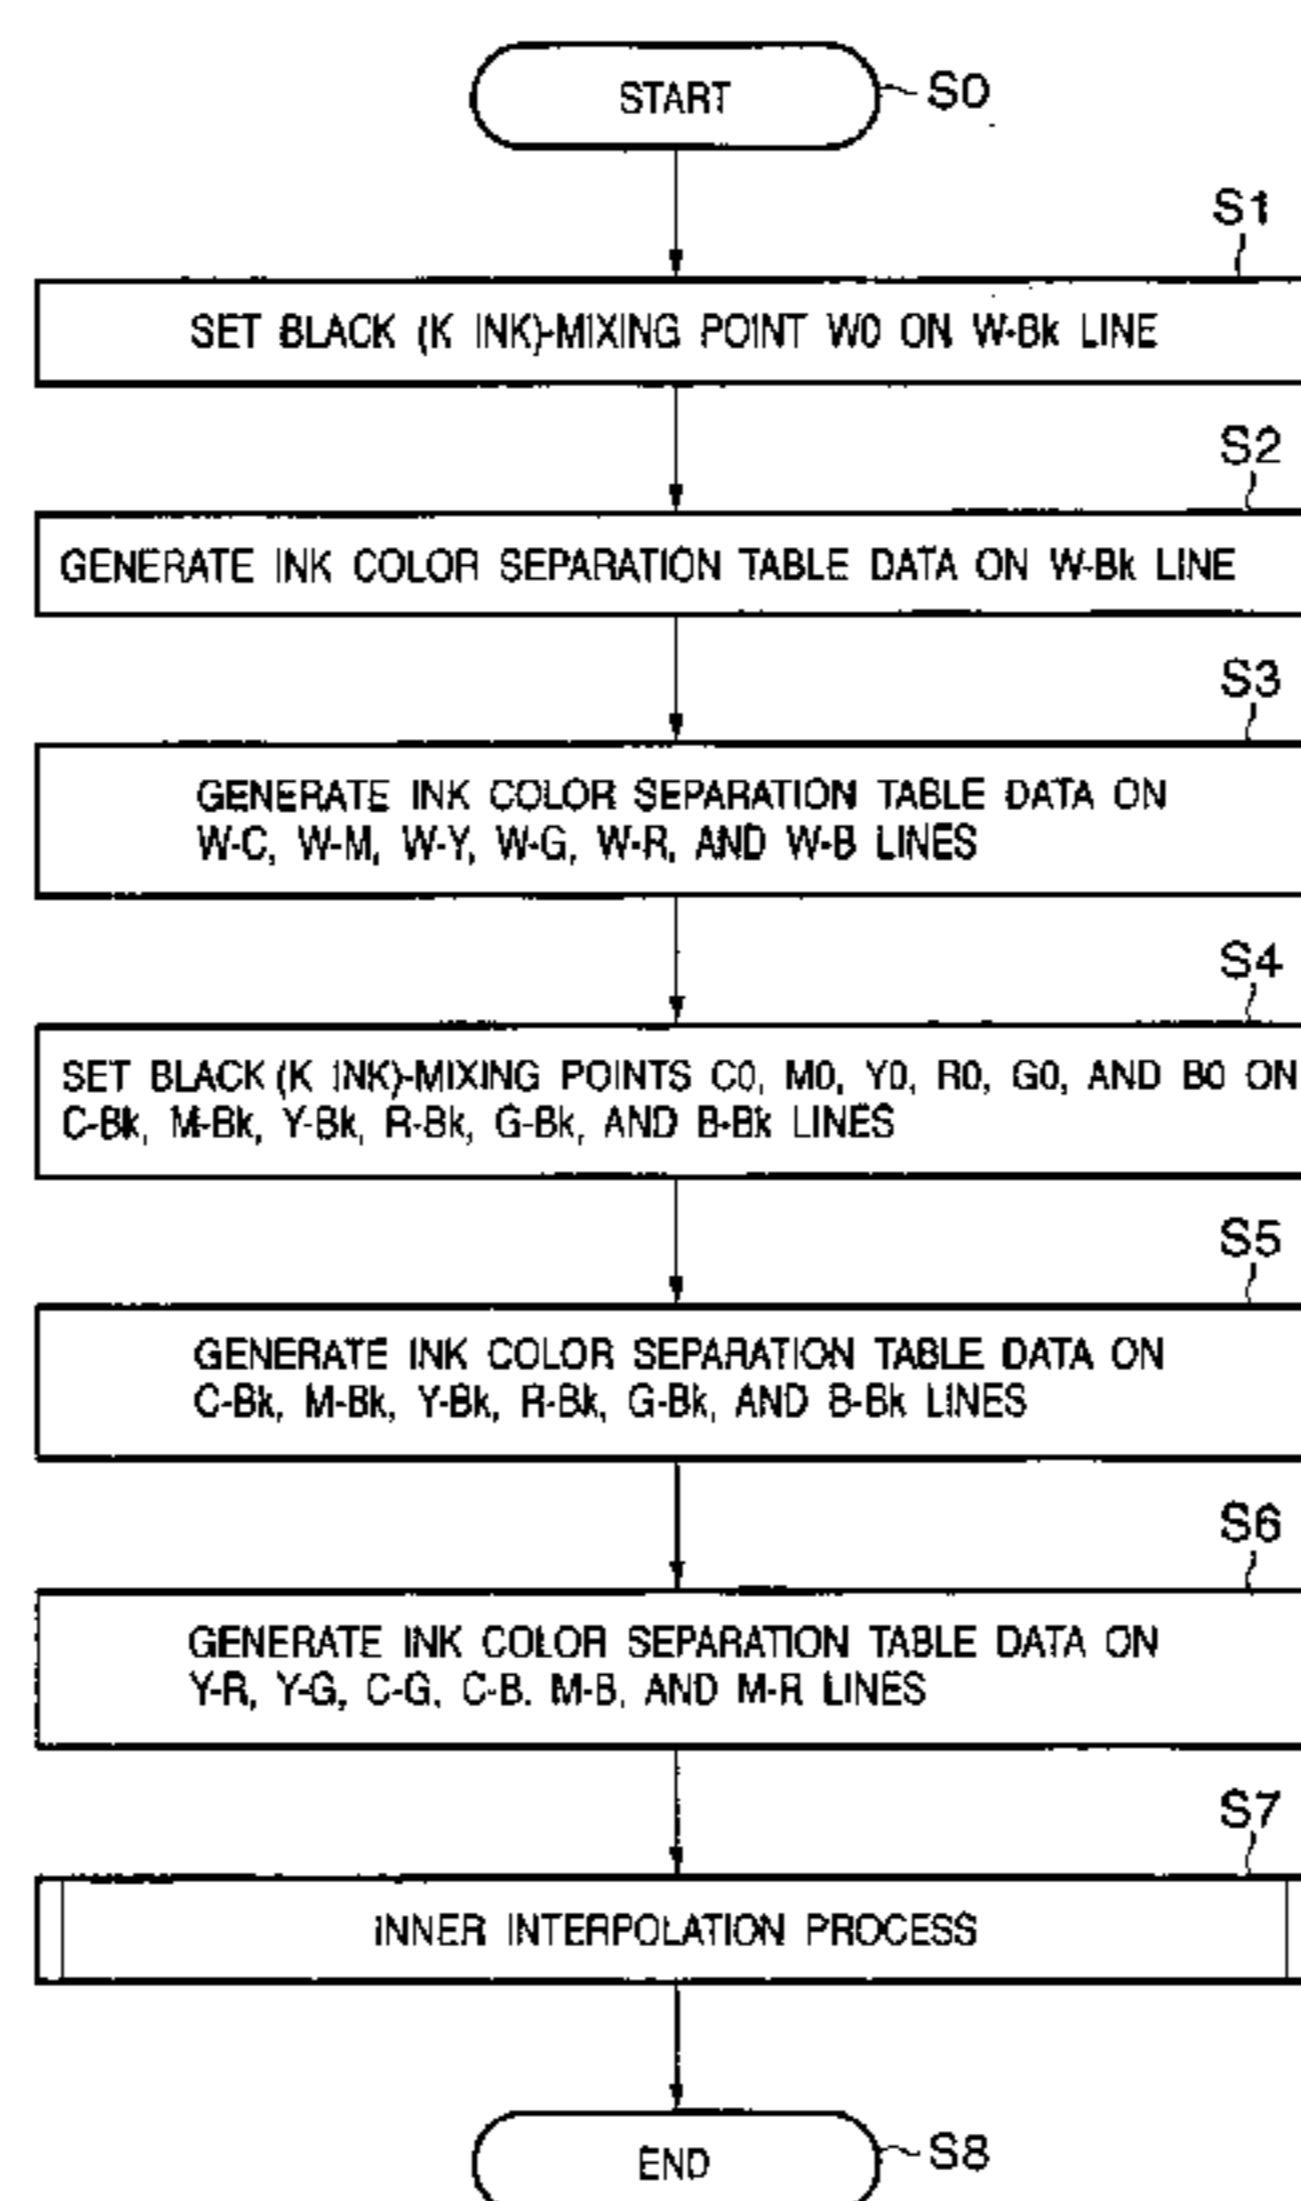 START
S0
S1
SET BLACK (K INK)-MIXING POINT W0 ON W-Bk LINE
S2
GENERATE INK COLOR SEPARATION TABLE DATA ON W-Bk LINE
S3
GENERATE INK COLOR SEPARATION TABLE DATA ON
W-C, W-M, W-Y, W-G, W-R, AND W-B LINES
S4
SET BLACK (K INK)-MIXING POINTS C0, M0, Y0, R0, G0, AND B0 ON
C-Bk, M-Bk, Y-Bk, R-Bk, G-Bk, AND B-Bk LINES
S5
GENERATE INK COLOR SEPARATION TABLE DATA ON
C-Bk, M-Bk, Y-Bk, R-Bk, G-Bk, AND B-Bk LINES
S6
GENERATE INK COLOR SEPARATION TABLE DATA ON
Y-R, Y-G, C-G, C-B, M-B, AND M-R LINES
S7
INNER INTERPOLATION PROCESS
END
S8